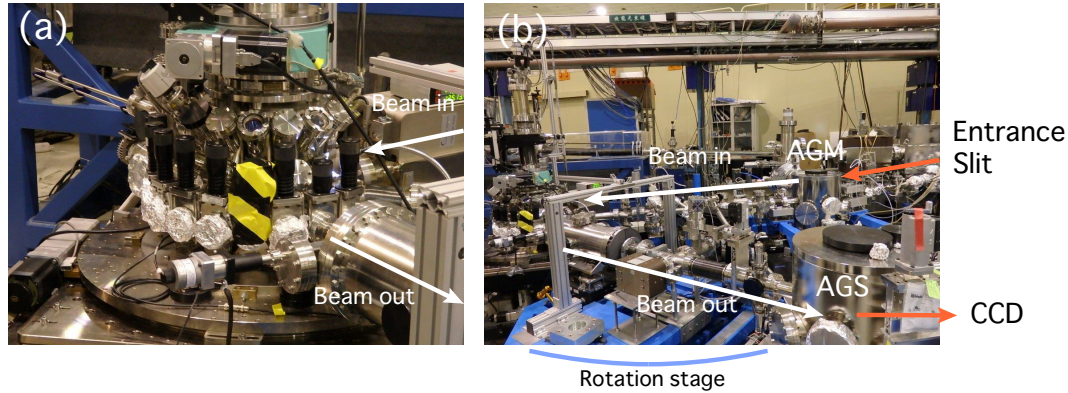 (a)
Beam in
Beam out
(b)
Beam in
AGM
Entrance
Slit
Beam out
AGS
CCD
Rotation stage